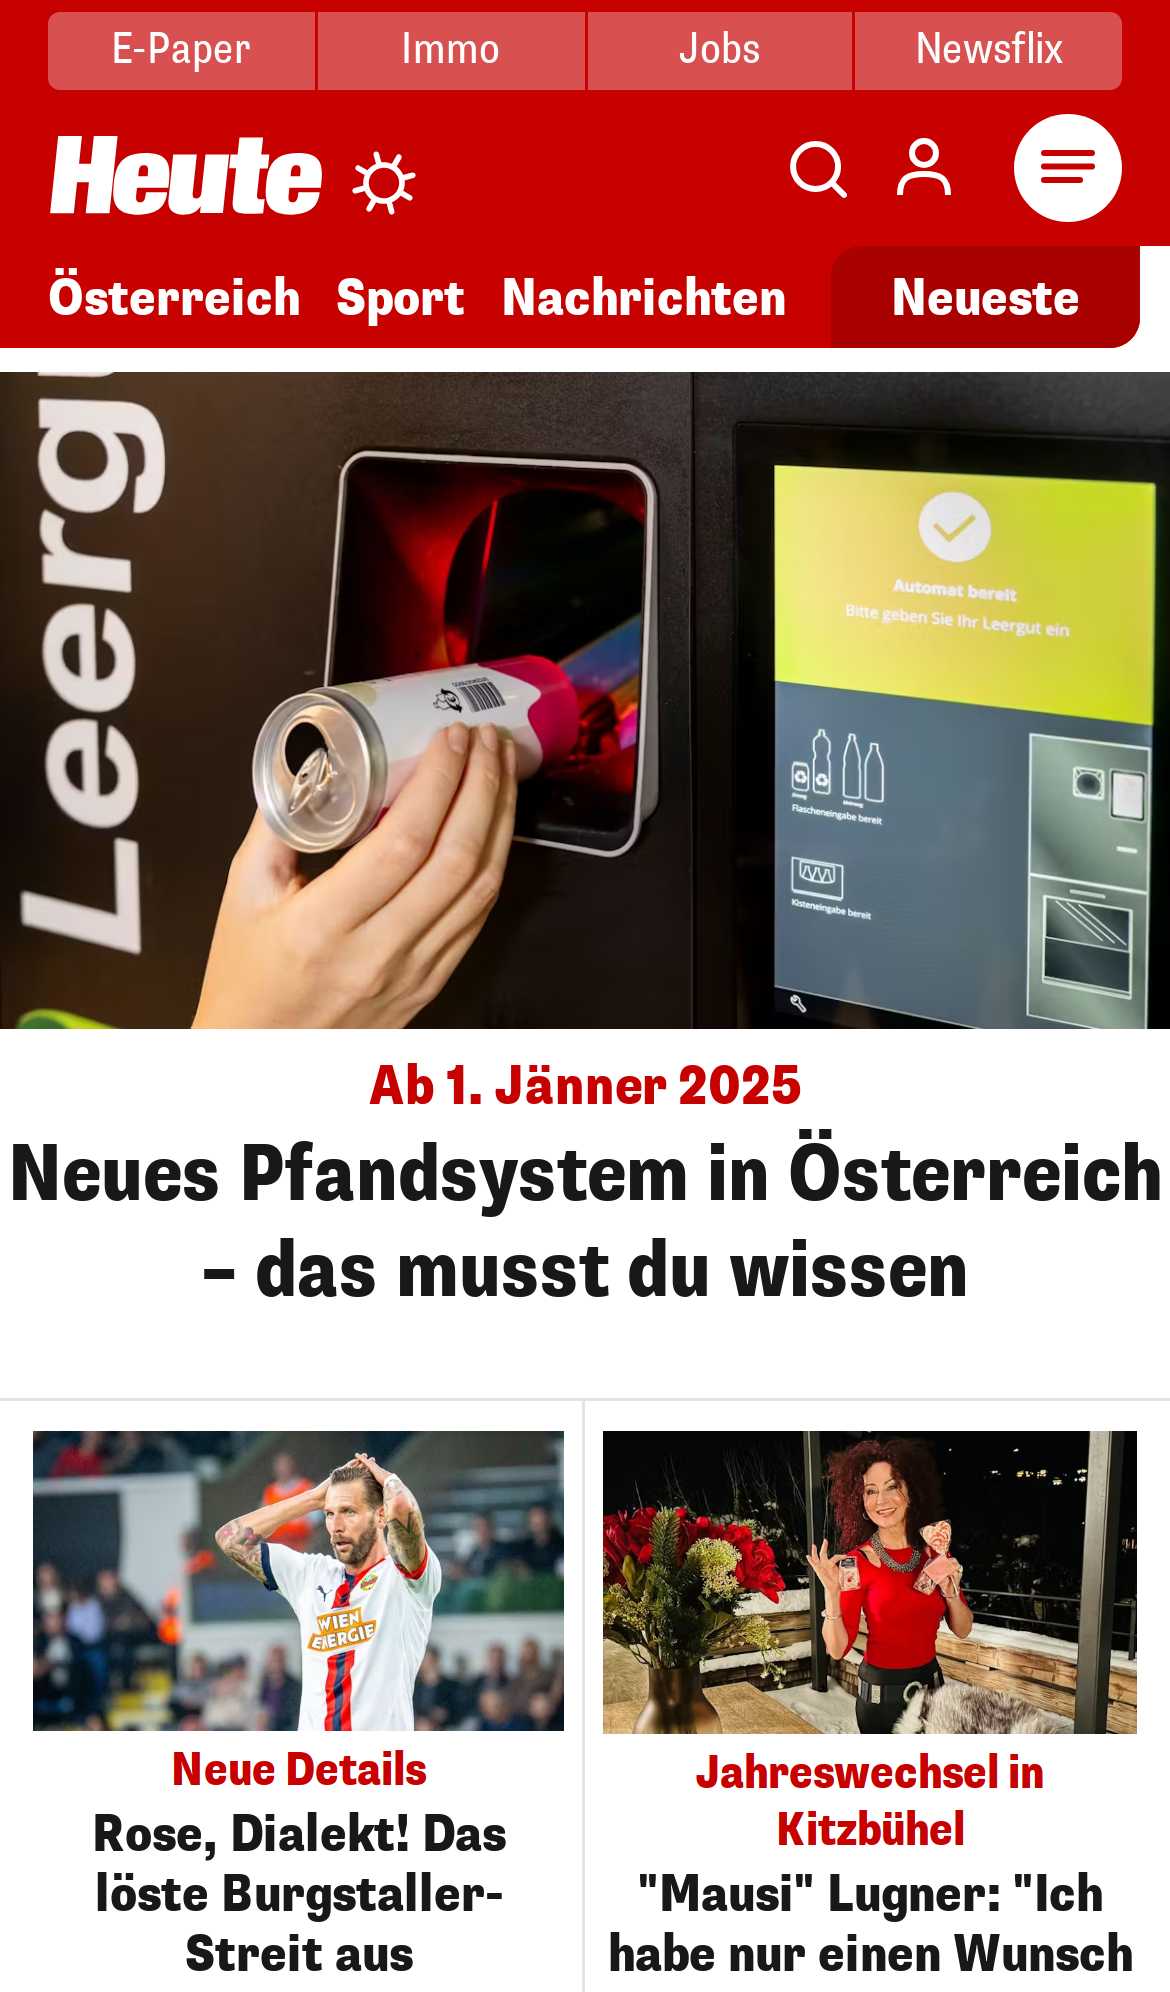 E-Paper
Immo
Jobs
Newsflix
Heute
Österreich
Sport
Nachrichten
Neueste
Leerg
Automat bereit
Bitte geben Sie Ihr Leergut ein
Flascheneingabe bereit
Kisteneingabe bereit
Ab 1. Jänner 2025
Neues Pfandsystem in Österreich
– das musst du wissen
WIEN
ENERGIE
Neue Details
Rose, Dialekt! Das
löste Burgstaller-
Streit aus
Jahreswechsel in
Kitzbühel
"Mausi" Lugner: "Ich
habe nur einen Wunsch